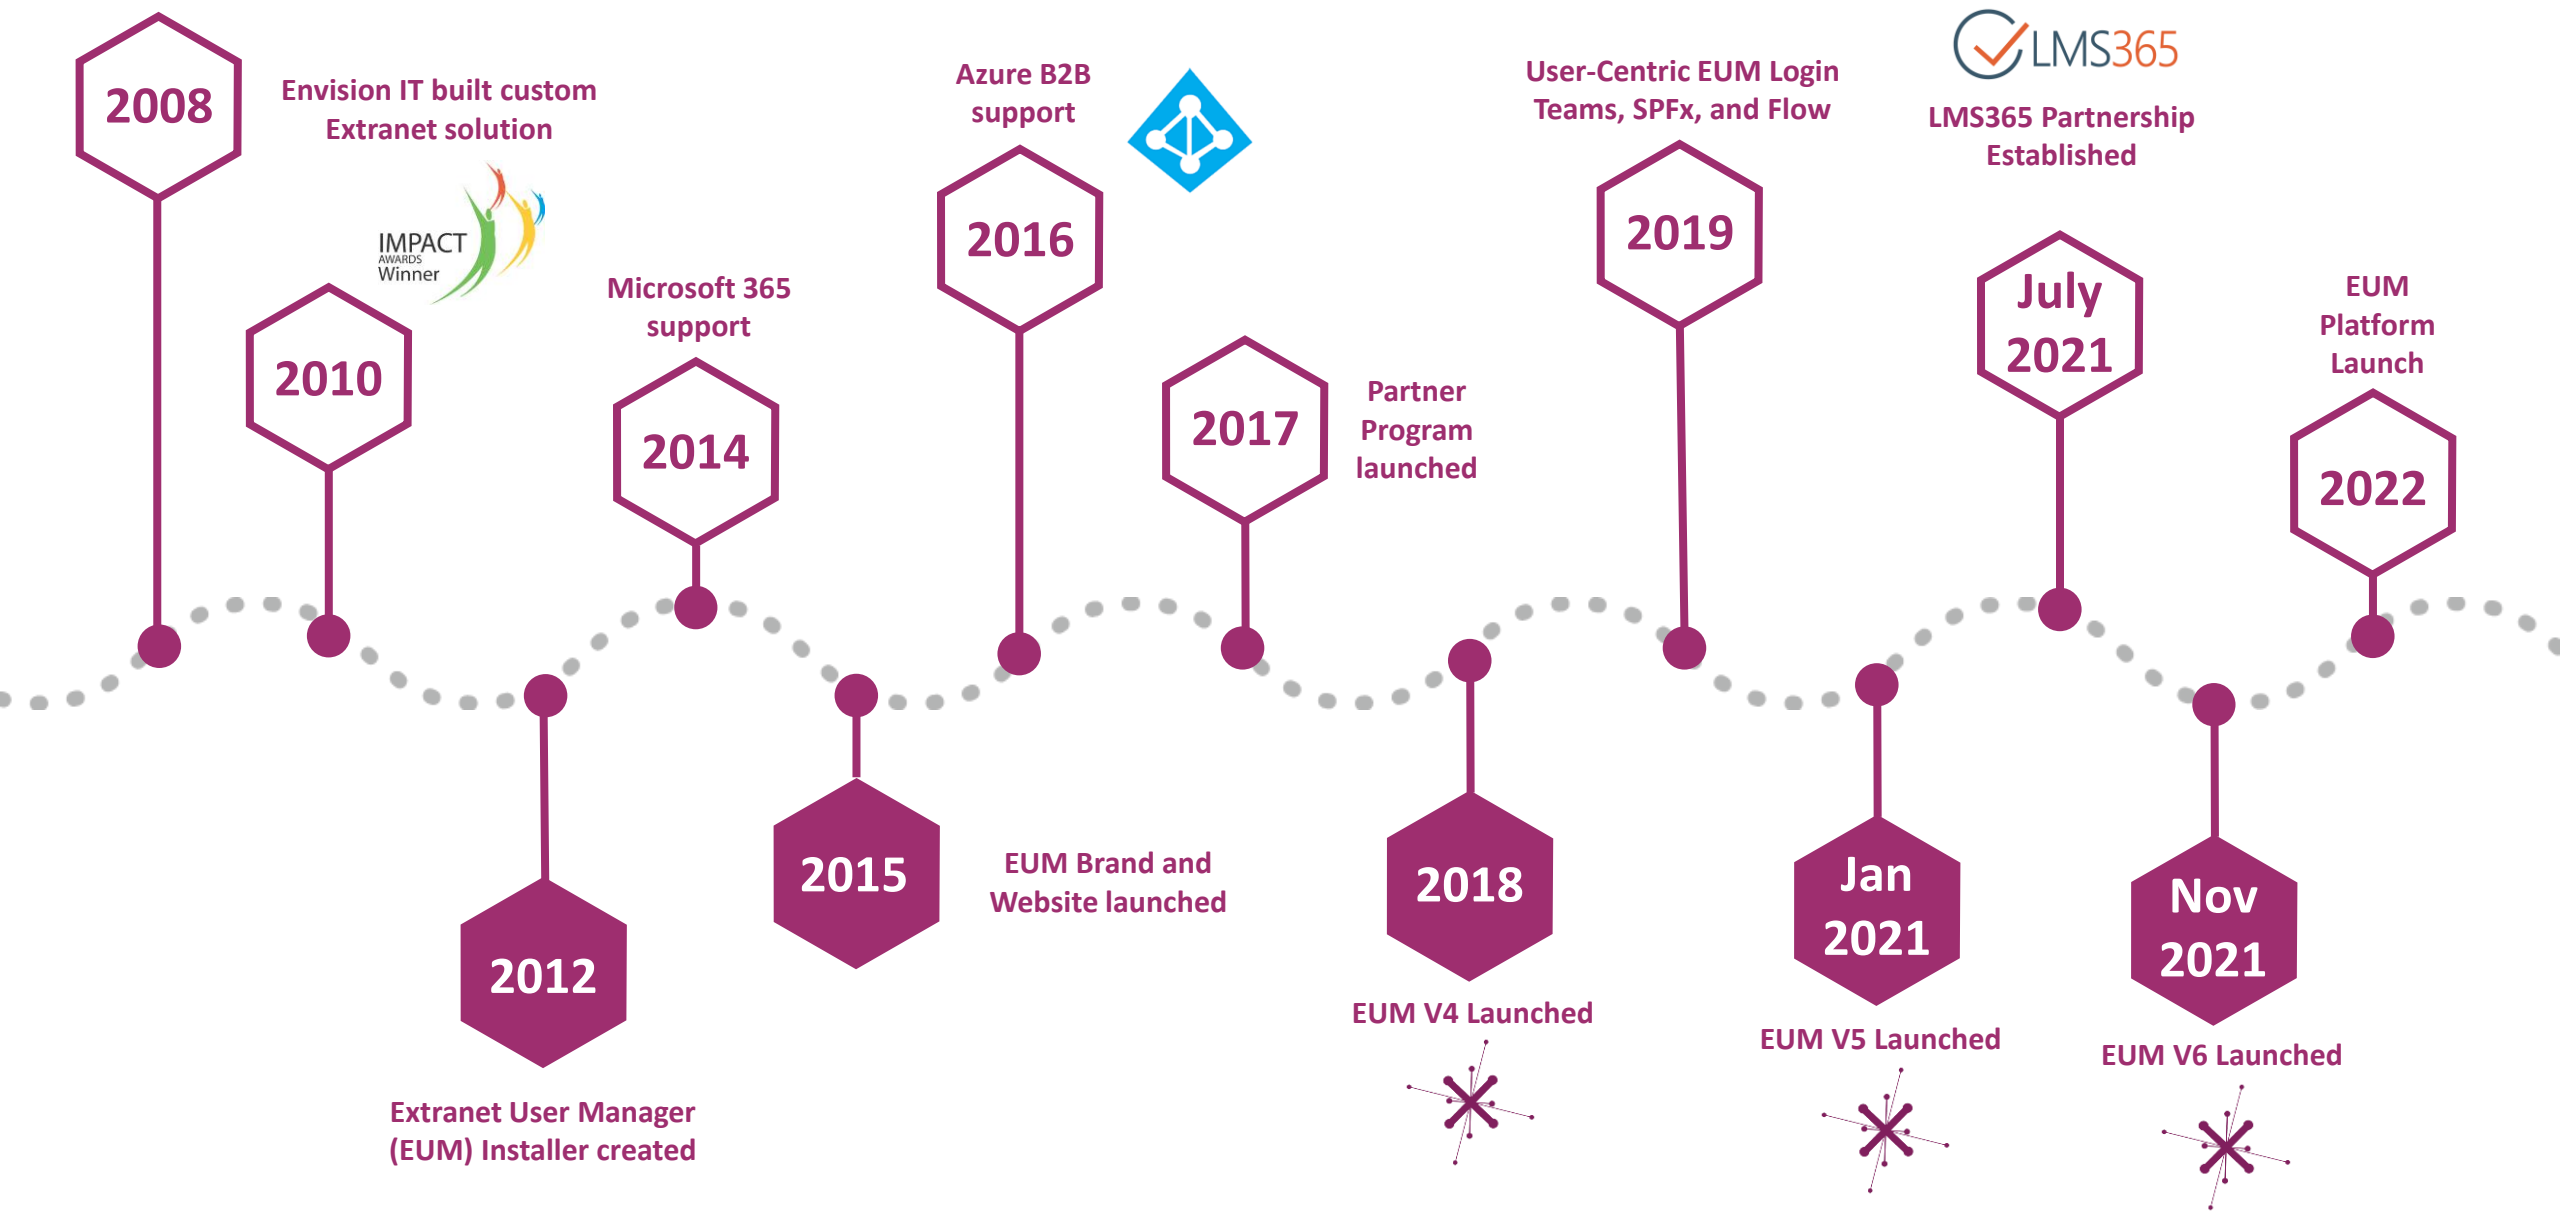 2008
Envision IT built custom
Extranet solution
IMPACT
AWARDS
Winner
2010
Extranet User Manager
(EUM) Installer created
2012
Microsoft 365
support
2014
2015
EUM Brand and
Website launched
Azure B2B
support
2016
2017
Partner
Program
launched
2018
EUM V4 Launched
User-Centric EUM Login
Teams, SPFx, and Flow
2019
Jan
2021
EUM V5 Launched
LMS365
LMS365 Partnership
Established
July
2021
Nov
2021
EUM V6 Launched
EUM
Platform
Launch
2022